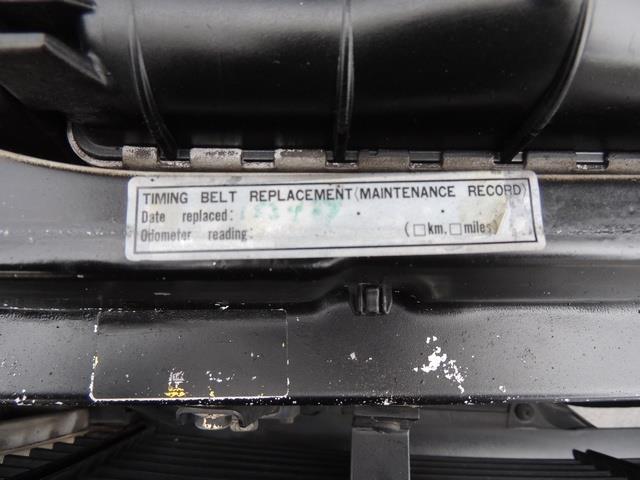 TIMING BELT REPLACEMENT (MAINTENANCE RECORD)
Date replaced:
Odometer reading: (□km. □miles)